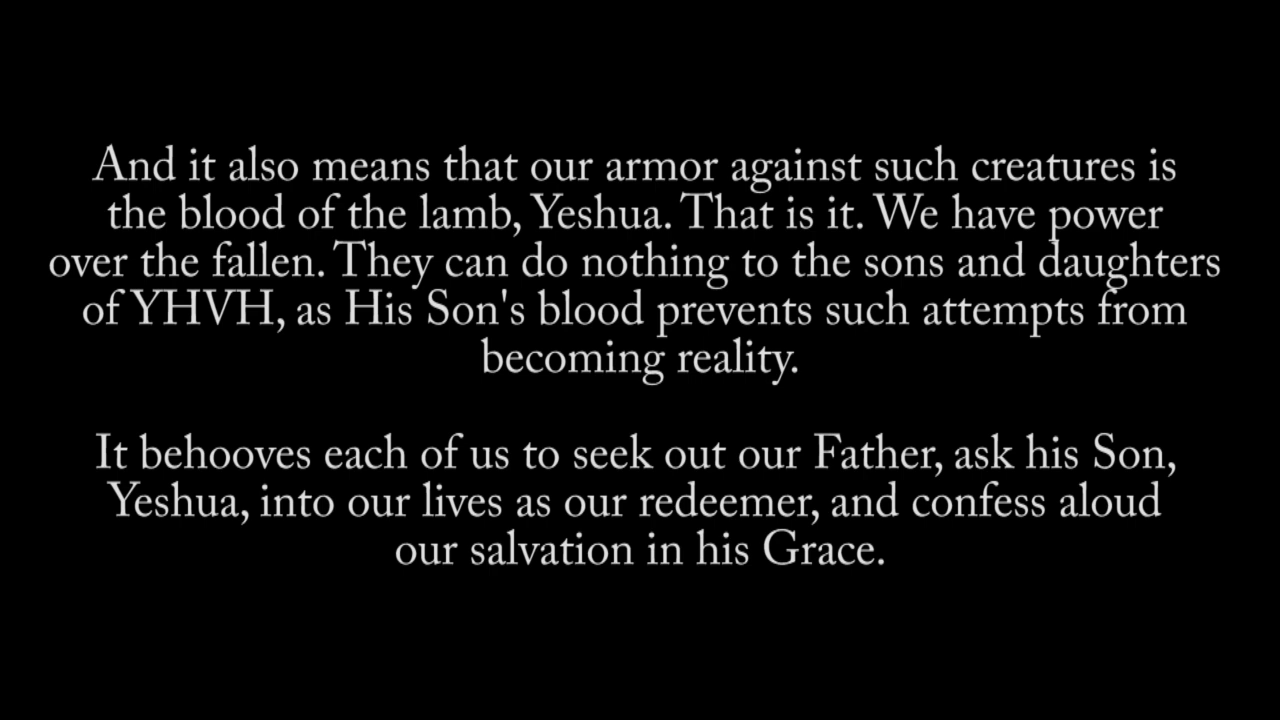 And it also means that our armor against such creatures is
the blood of the lamb, Yeshua. That is it. We have power
over the fallen. They can do nothing to the sons and daughters
of YHVH, as His Son's blood prevents such attempts from
becoming reality.
It behooves each of us to seek out our Father, ask his Son,
Yeshua, into our lives as our redeemer, and confess aloud
our salvation in his Grace.